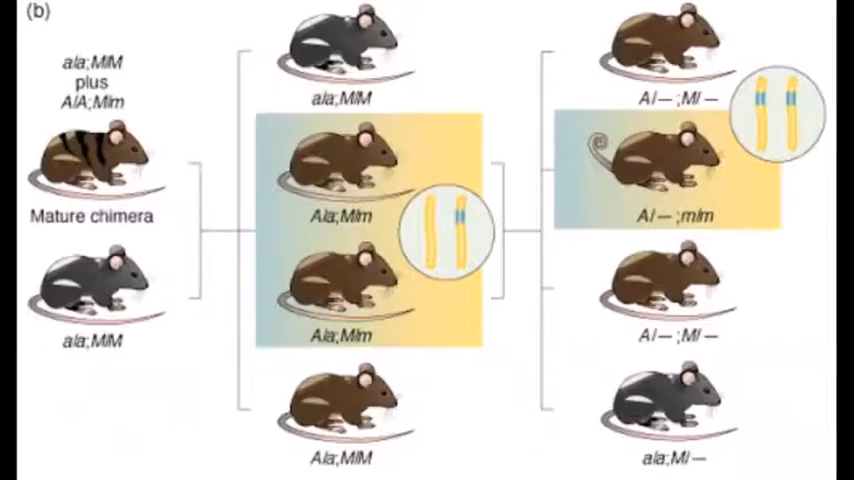 (b)
a/a;M/M
plus
A/A;M/m
Mature chimera
a/a;M/M
a/a;M/M
A/a;M/m
A/a;M/m
A/a;M/M
A/—;M/—
A/—;m/m
A/—;M/—
a/a;M/—